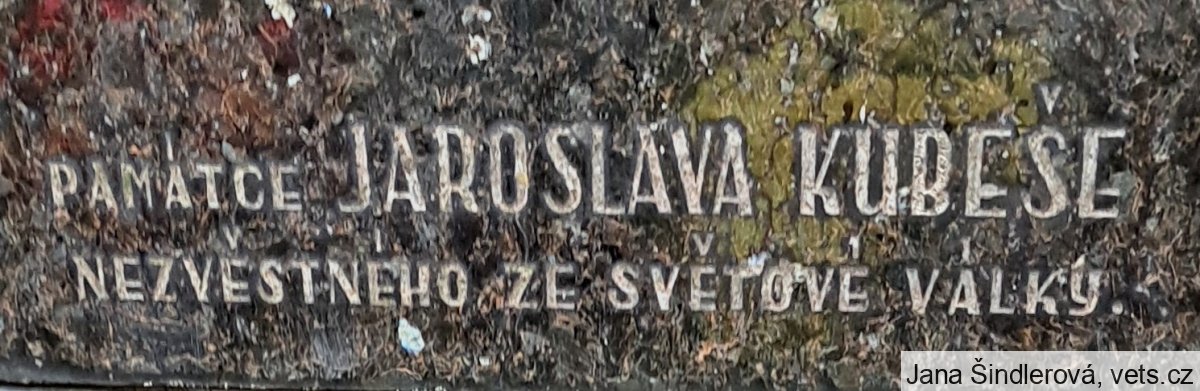 PAMÁTCE JAROSLAVA KUBEŠE
NEZVĚSTNÉHO ZE SVĚTOVÉ VÁLKY.
Jana Šindlerová, vets.cz